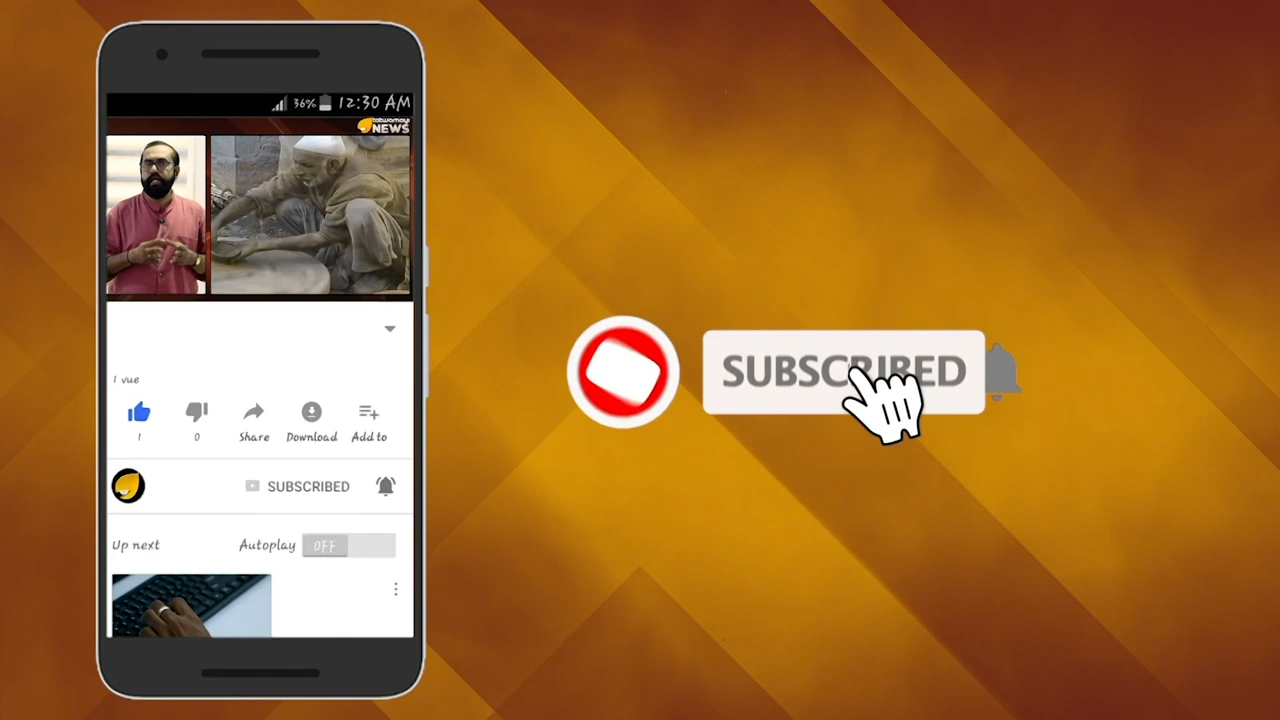 36% 12:30 AM
tatwamayi
NEWS
1 vue
1 0 Share Download Add to
SUBSCRIBED
Up next Autoplay OFF
SUBSCRIBED